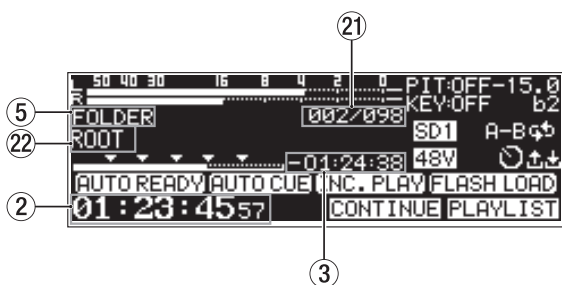 21
L 50 40 30 16 8 4 2 0 PIT:OFF-15.0
R KEY:OFF b2
5 FOLDER 002/098
22 ROOT SD1 A-B
-01:24:38 48V
AUTO READY AUTO CUE INC. PLAY FLASH LOAD
2 01:23:45 57 CONTINUE PLAYLIST
3